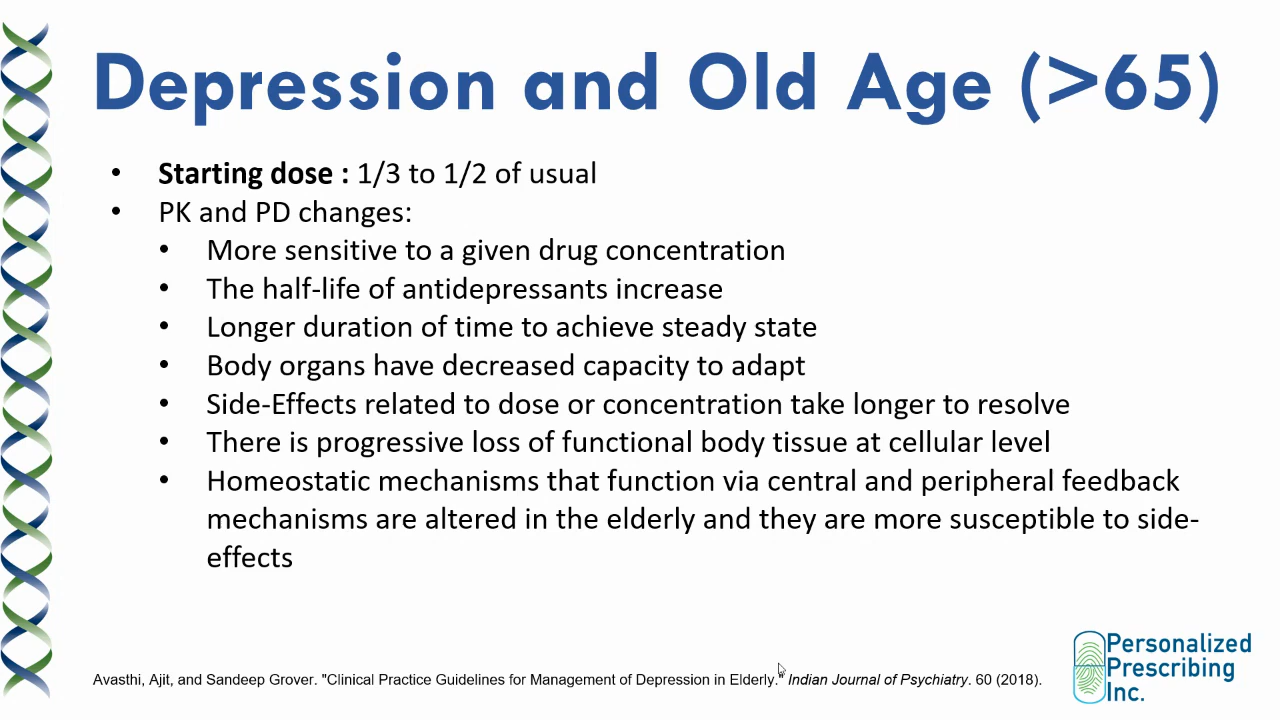 Depression and Old Age (>65)
• Starting dose : 1/3 to 1/2 of usual
• PK and PD changes:
• More sensitive to a given drug concentration
• The half-life of antidepressants increase
• Longer duration of time to achieve steady state
• Body organs have decreased capacity to adapt
• Side-Effects related to dose or concentration take longer to resolve
• There is progressive loss of functional body tissue at cellular level
• Homeostatic mechanisms that function via central and peripheral feedback
mechanisms are altered in the elderly and they are more susceptible to side-
effects
Avasthi, Ajit, and Sandeep Grover. "Clinical Practice Guidelines for Management of Depression in Elderly." Indian Journal of Psychiatry. 60 (2018).
Personalized
Prescribing
Inc.